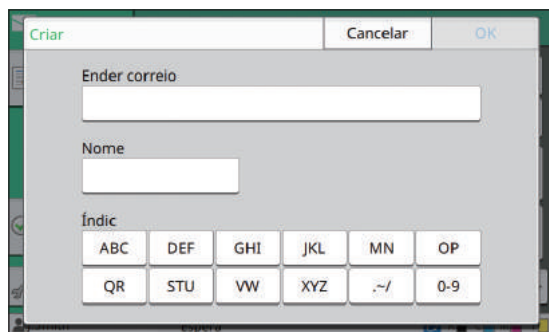 Criar Cancelar OK
Ender correio
Nome
Índic
ABC DEF GHI JKL MN OP
QR STU VW XYZ .~/ 0-9